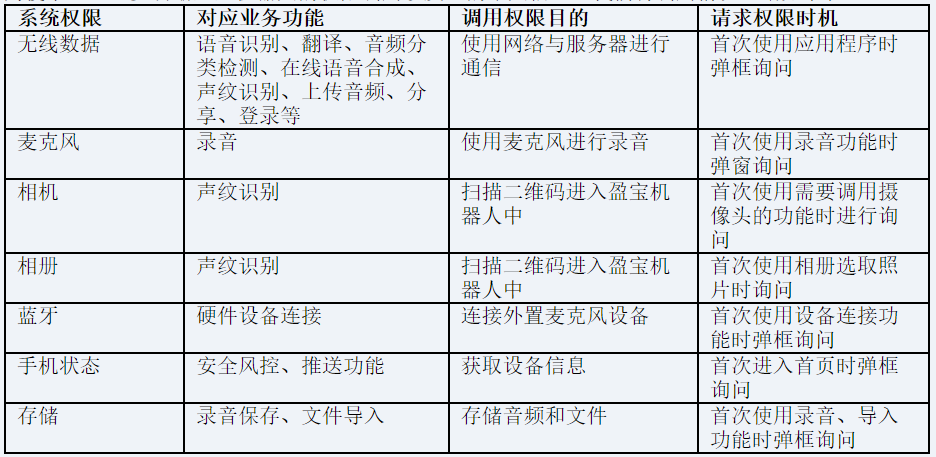 系统权限 对应业务功能 调用权限目的 请求权限时机
无线数据
语音识别、翻译、音频分
类检测、在线语音合成、
声纹识别、上传音频、分
享、登录等
使用网络与服务器进行
通信
首次使用应用程序时
弹框询问
麦克风
录音
使用麦克风进行录音
首次使用录音功能时
弹窗询问
相机
声纹识别
扫描二维码进入盈宝机
器人中
首次使用需要调用摄
像头的功能时进行询
问
相册
声纹识别
扫描二维码进入盈宝机
器人中
首次使用相册选取照
片时询问
蓝牙
硬件设备连接
连接外置麦克风设备
首次使用设备连接功
能时弹框询问
手机状态
安全风控、推送功能
获取设备信息
首次进入首页时弹框
询问
存储
录音保存、文件导入
存储音频和文件
首次使用录音、导入
功能时弹框询问